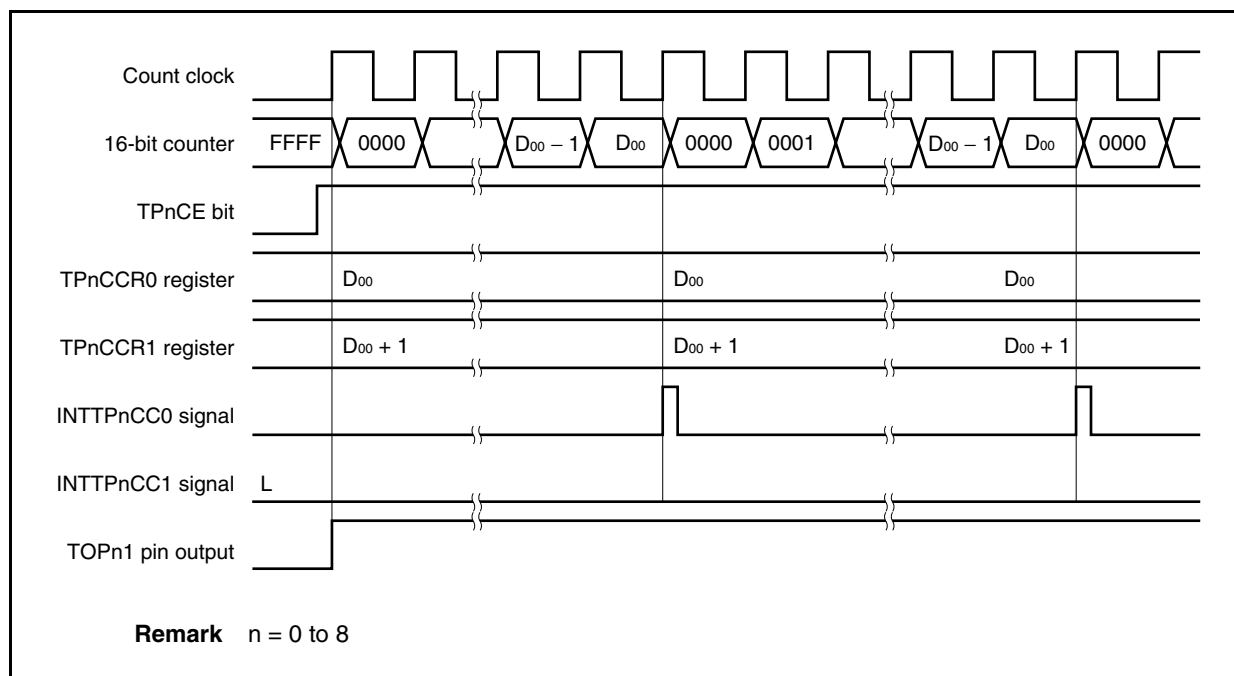 Count clock
16-bit counter FFFF 0000 D00 − 1 D00 0000 0001 D00 − 1 D00 0000
TPnCE bit
TPnCCR0 register D00 D00 D00
TPnCCR1 register D00 + 1 D00 + 1 D00 + 1
INTTPnCC0 signal
INTTPnCC1 signal L
TOPn1 pin output
Remark n = 0 to 8